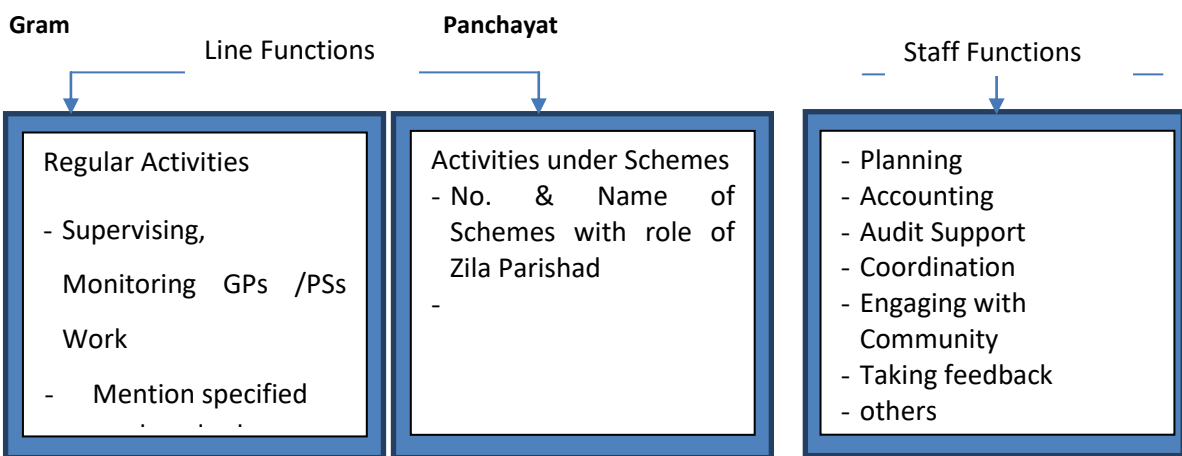 Gram Panchayat
Line Functions
Staff Functions
Regular Activities
- Supervising,
Monitoring GPs /PSs
Work
- Mention specified
Activities under Schemes
- No. & Name of
Schemes with role of
Zila Parishad
-
- Planning
- Accounting
- Audit Support
- Coordination
- Engaging with
Community
- Taking feedback
- others